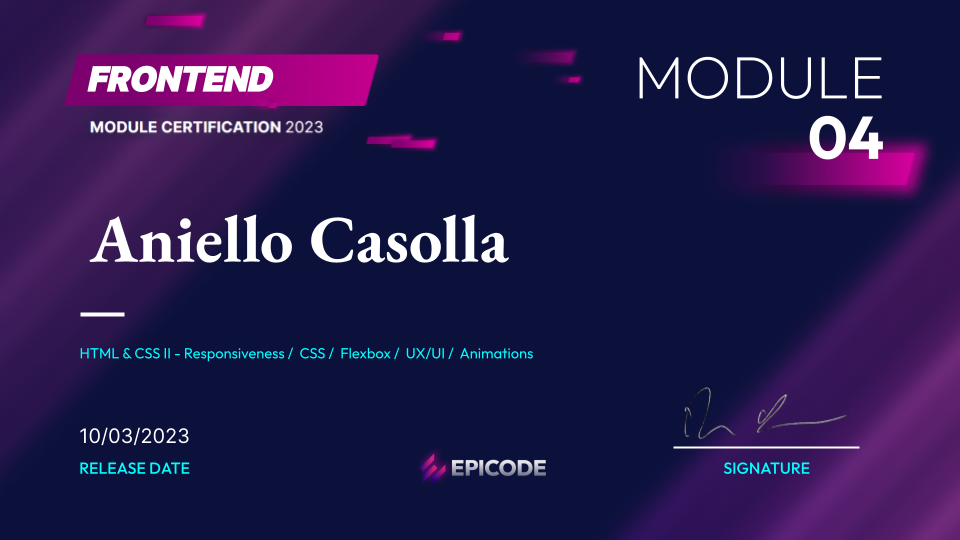 FRONTEND
MODULE CERTIFICATION 2023
MODULE
04
Aniello Casolla
HTML & CSS II - Responsiveness / CSS / Flexbox / UX/UI / Animations
10/03/2023
RELEASE DATE
EPICODE
SIGNATURE